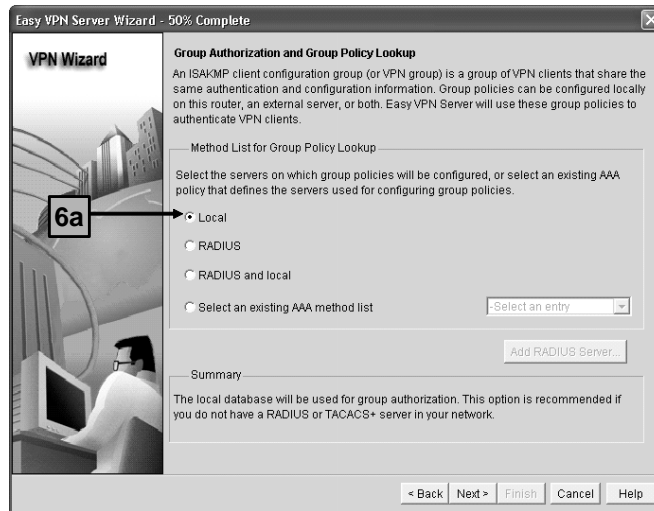 Easy VPN Server Wizard - 50% Complete
VPN Wizard
Group Authorization and Group Policy Lookup
An ISAKMP client configuration group (or VPN group) is a group of VPN clients that share the
same authentication and configuration information. Group policies can be configured locally
on this router, an external server, or both. Easy VPN Server will use these group policies to
authenticate VPN clients.
Method List for Group Policy Lookup
Select the servers on which group policies will be configured, or select an existing AAA
policy that defines the servers used for configuring group policies.
6a
Local
RADIUS
RADIUS and local
Select an existing AAA method list
-Select an entry
Add RADIUS Server...
Summary
The local database will be used for group authorization. This option is recommended if
you do not have a RADIUS or TACACS+ server in your network.
< Back Next > Finish Cancel Help